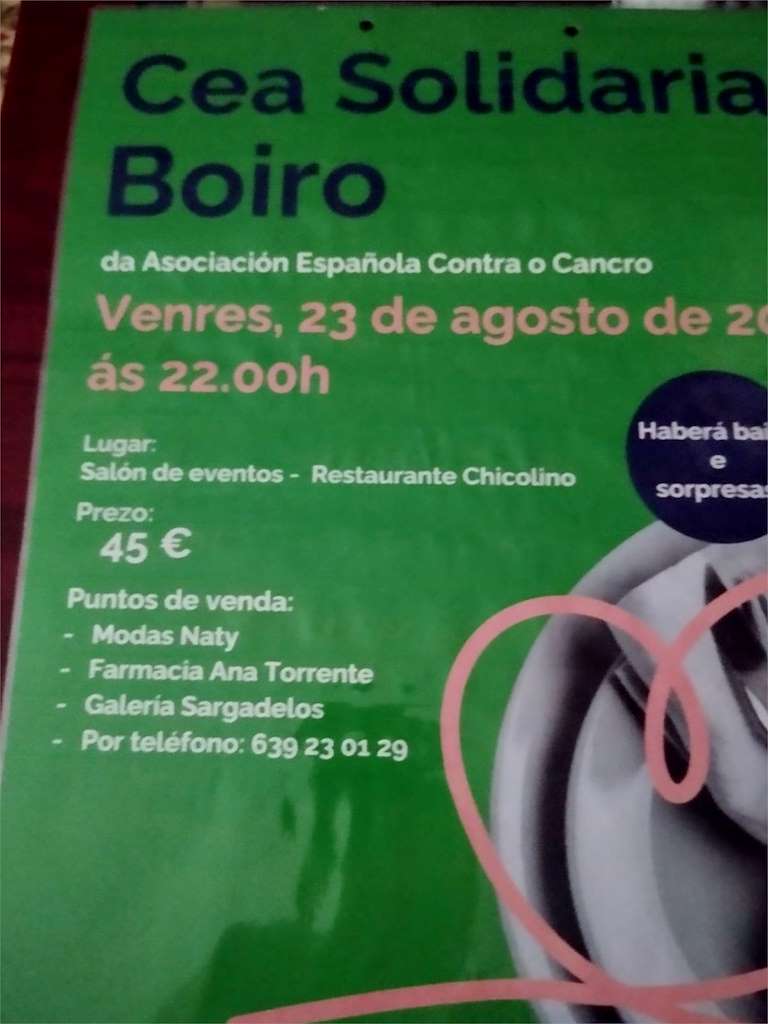 Cea Solidaria
Boiro
da Asociación Española Contra o Cancro
Venres, 23 de agosto de
ás 22.00h
Haberá
e
sorpresas
Lugar:
Salón de eventos - Restaurante Chicolino
Prezo:
45 €
Puntos de venda:
- Modas Naty
- Farmacia Ana Torrente
- Galería Sargadelos
- Por teléfono: 639 23 01 29